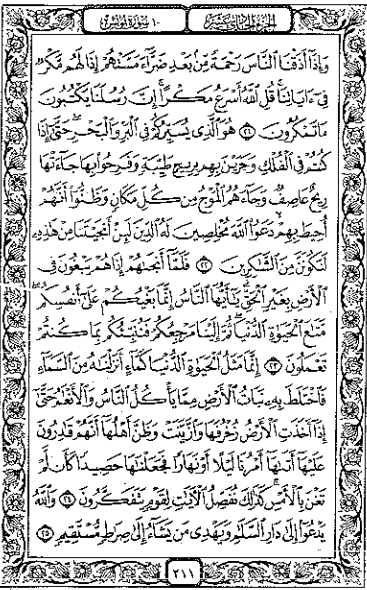 الجزء الحادي عشر ١٠ سورة يونس
وَإِذَآ أَذَقْنَا ٱلنَّاسَ رَحْمَةً مِّنۢ بَعْدِ ضَرَّآءَ مَسَّتْهُمْ إِذَا لَهُم مَّكْرٌ
فِىٓ ءَايَاتِنَا ۚ قُلِ ٱللَّهُ أَسْرَعُ مَكْرًا ۚ إِنَّ رُسُلَنَا يَكْتُبُونَ
مَا تَمْكُرُونَ ٢١ هُوَ ٱلَّذِى يُسَيِّرُكُمْ فِى ٱلْبَرِّ وَٱلْبَحْرِ ۖ حَتَّىٰٓ إِذَا
كُنتُمْ فِى ٱلْفُلْكِ وَجَرَيْنَ بِهِم بِرِيحٍ طَيِّبَةٍ وَفَرِحُوا۟ بِهَا جَآءَتْهَا
رِيحٌ عَاصِفٌ وَجَآءَهُمُ ٱلْمَوْجُ مِن كُلِّ مَكَانٍ وَظَنُّوٓا۟ أَنَّهُمْ
أُحِيطَ بِهِمْ ۙ دَعَوُا۟ ٱللَّهَ مُخْلِصِينَ لَهُ ٱلدِّينَ لَئِنْ أَنجَيْتَنَا مِنْ هَٰذِهِۦ
لَنَكُونَنَّ مِنَ ٱلشَّٰكِرِينَ ٢٢ فَلَمَّآ أَنجَىٰهُمْ إِذَا هُمْ يَبْغُونَ فِى
ٱلْأَرْضِ بِغَيْرِ ٱلْحَقِّ ۗ يَٰٓأَيُّهَا ٱلنَّاسُ إِنَّمَا بَغْيُكُمْ عَلَىٰٓ أَنفُسِكُم ۖ
مَّتَٰعَ ٱلْحَيَوٰةِ ٱلدُّنْيَا ۖ ثُمَّ إِلَيْنَا مَرْجِعُكُمْ فَنُنَبِّئُكُم بِمَا كُنتُمْ
تَعْمَلُونَ ٢٣ إِنَّمَا مَثَلُ ٱلْحَيَوٰةِ ٱلدُّنْيَا كَمَآءٍ أَنزَلْنَٰهُ مِنَ ٱلسَّمَآءِ
فَٱخْتَلَطَ بِهِۦ نَبَاتُ ٱلْأَرْضِ مِمَّا يَأْكُلُ ٱلنَّاسُ وَٱلْأَنْعَٰمُ حَتَّىٰٓ
إِذَآ أَخَذَتِ ٱلْأَرْضُ زُخْرُفَهَا وَٱزَّيَّنَتْ وَظَنَّ أَهْلُهَآ أَنَّهُمْ قَٰدِرُونَ
عَلَيْهَآ أَتَىٰهَآ أَمْرُنَا لَيْلًا أَوْ نَهَارًا فَجَعَلْنَٰهَا حَصِيدًا كَأَن لَّمْ
تَغْنَ بِٱلْأَمْسِ ۚ كَذَٰلِكَ نُفَصِّلُ ٱلْءَايَٰتِ لِقَوْمٍ يَتَفَكَّرُونَ ٢٤ وَٱللَّهُ
يَدْعُوٓا۟ إِلَىٰ دَارِ ٱلسَّلَٰمِ وَيَهْدِى مَن يَشَآءُ إِلَىٰ صِرَٰطٍ مُّسْتَقِيمٍ ٢٥
٢١١